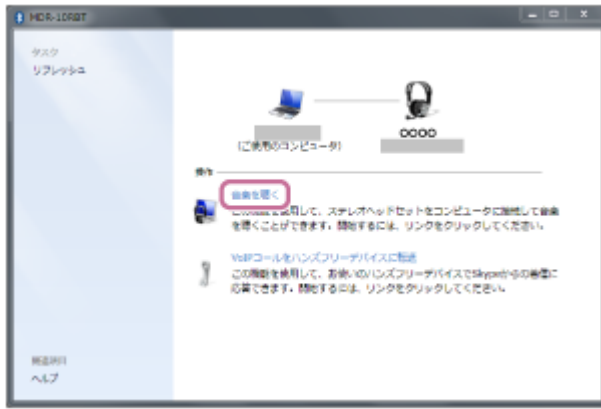 MDR-10RBT
タスク
リフレッシュ
(ご使用のコンピュータ)
○○○○
操作
音楽を聴く
この機能を使用して、ステレオヘッドセットをコンピュータに接続して音楽
を聴くことができます。開始するには、リンクをクリックしてください。
VoIPコールをハンズフリーデバイスに転送
この機能を使用して、お使いのハンズフリーデバイスでSkypeからの着信に
応答できます。開始するには、リンクをクリックしてください。
関連項目
ヘルプ